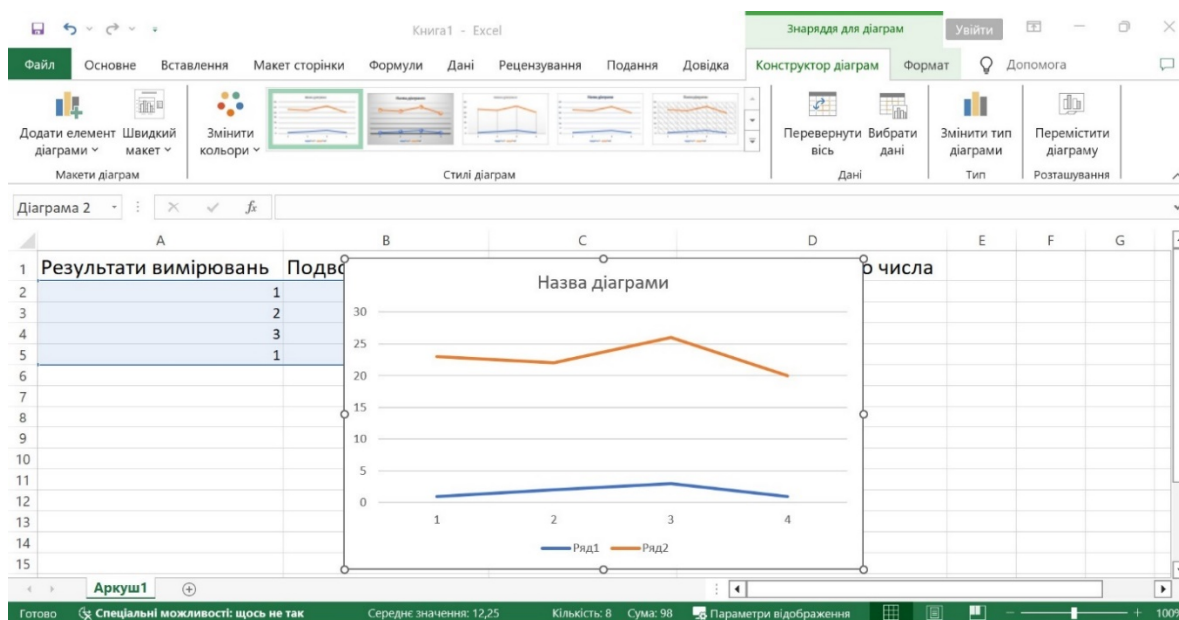 Книга1 - Excel
Знаряддя для діаграм
Увійти
Файл Основне Вставлення Макет сторінки Формули Дані Рецензування Подання Довідка Конструктор діаграм Формат Допомога
Додати елемент діаграми
Швидкий макет
Змінити кольори
Перевернути вісь
Вибрати дані
Змінити тип діаграми
Перемістити діаграму
Макети діаграм Стилі діаграм Дані Тип Розташування
Діаграма 2 fx
A B C D E F G
1 Результати вимірювань Подво о числа
2 1
3 2
4 3
5 1
6
7
8
9
10
11
12
13
14
15
Назва діаграми
30
25
20
15
10
5
0
1 2 3 4
Ряд1 Ряд2
Аркуш1
Готово Спеціальні можливості: щось не так Середнє значення: 12,25 Кількість: 8 Сума: 98 Параметри відображення 100%